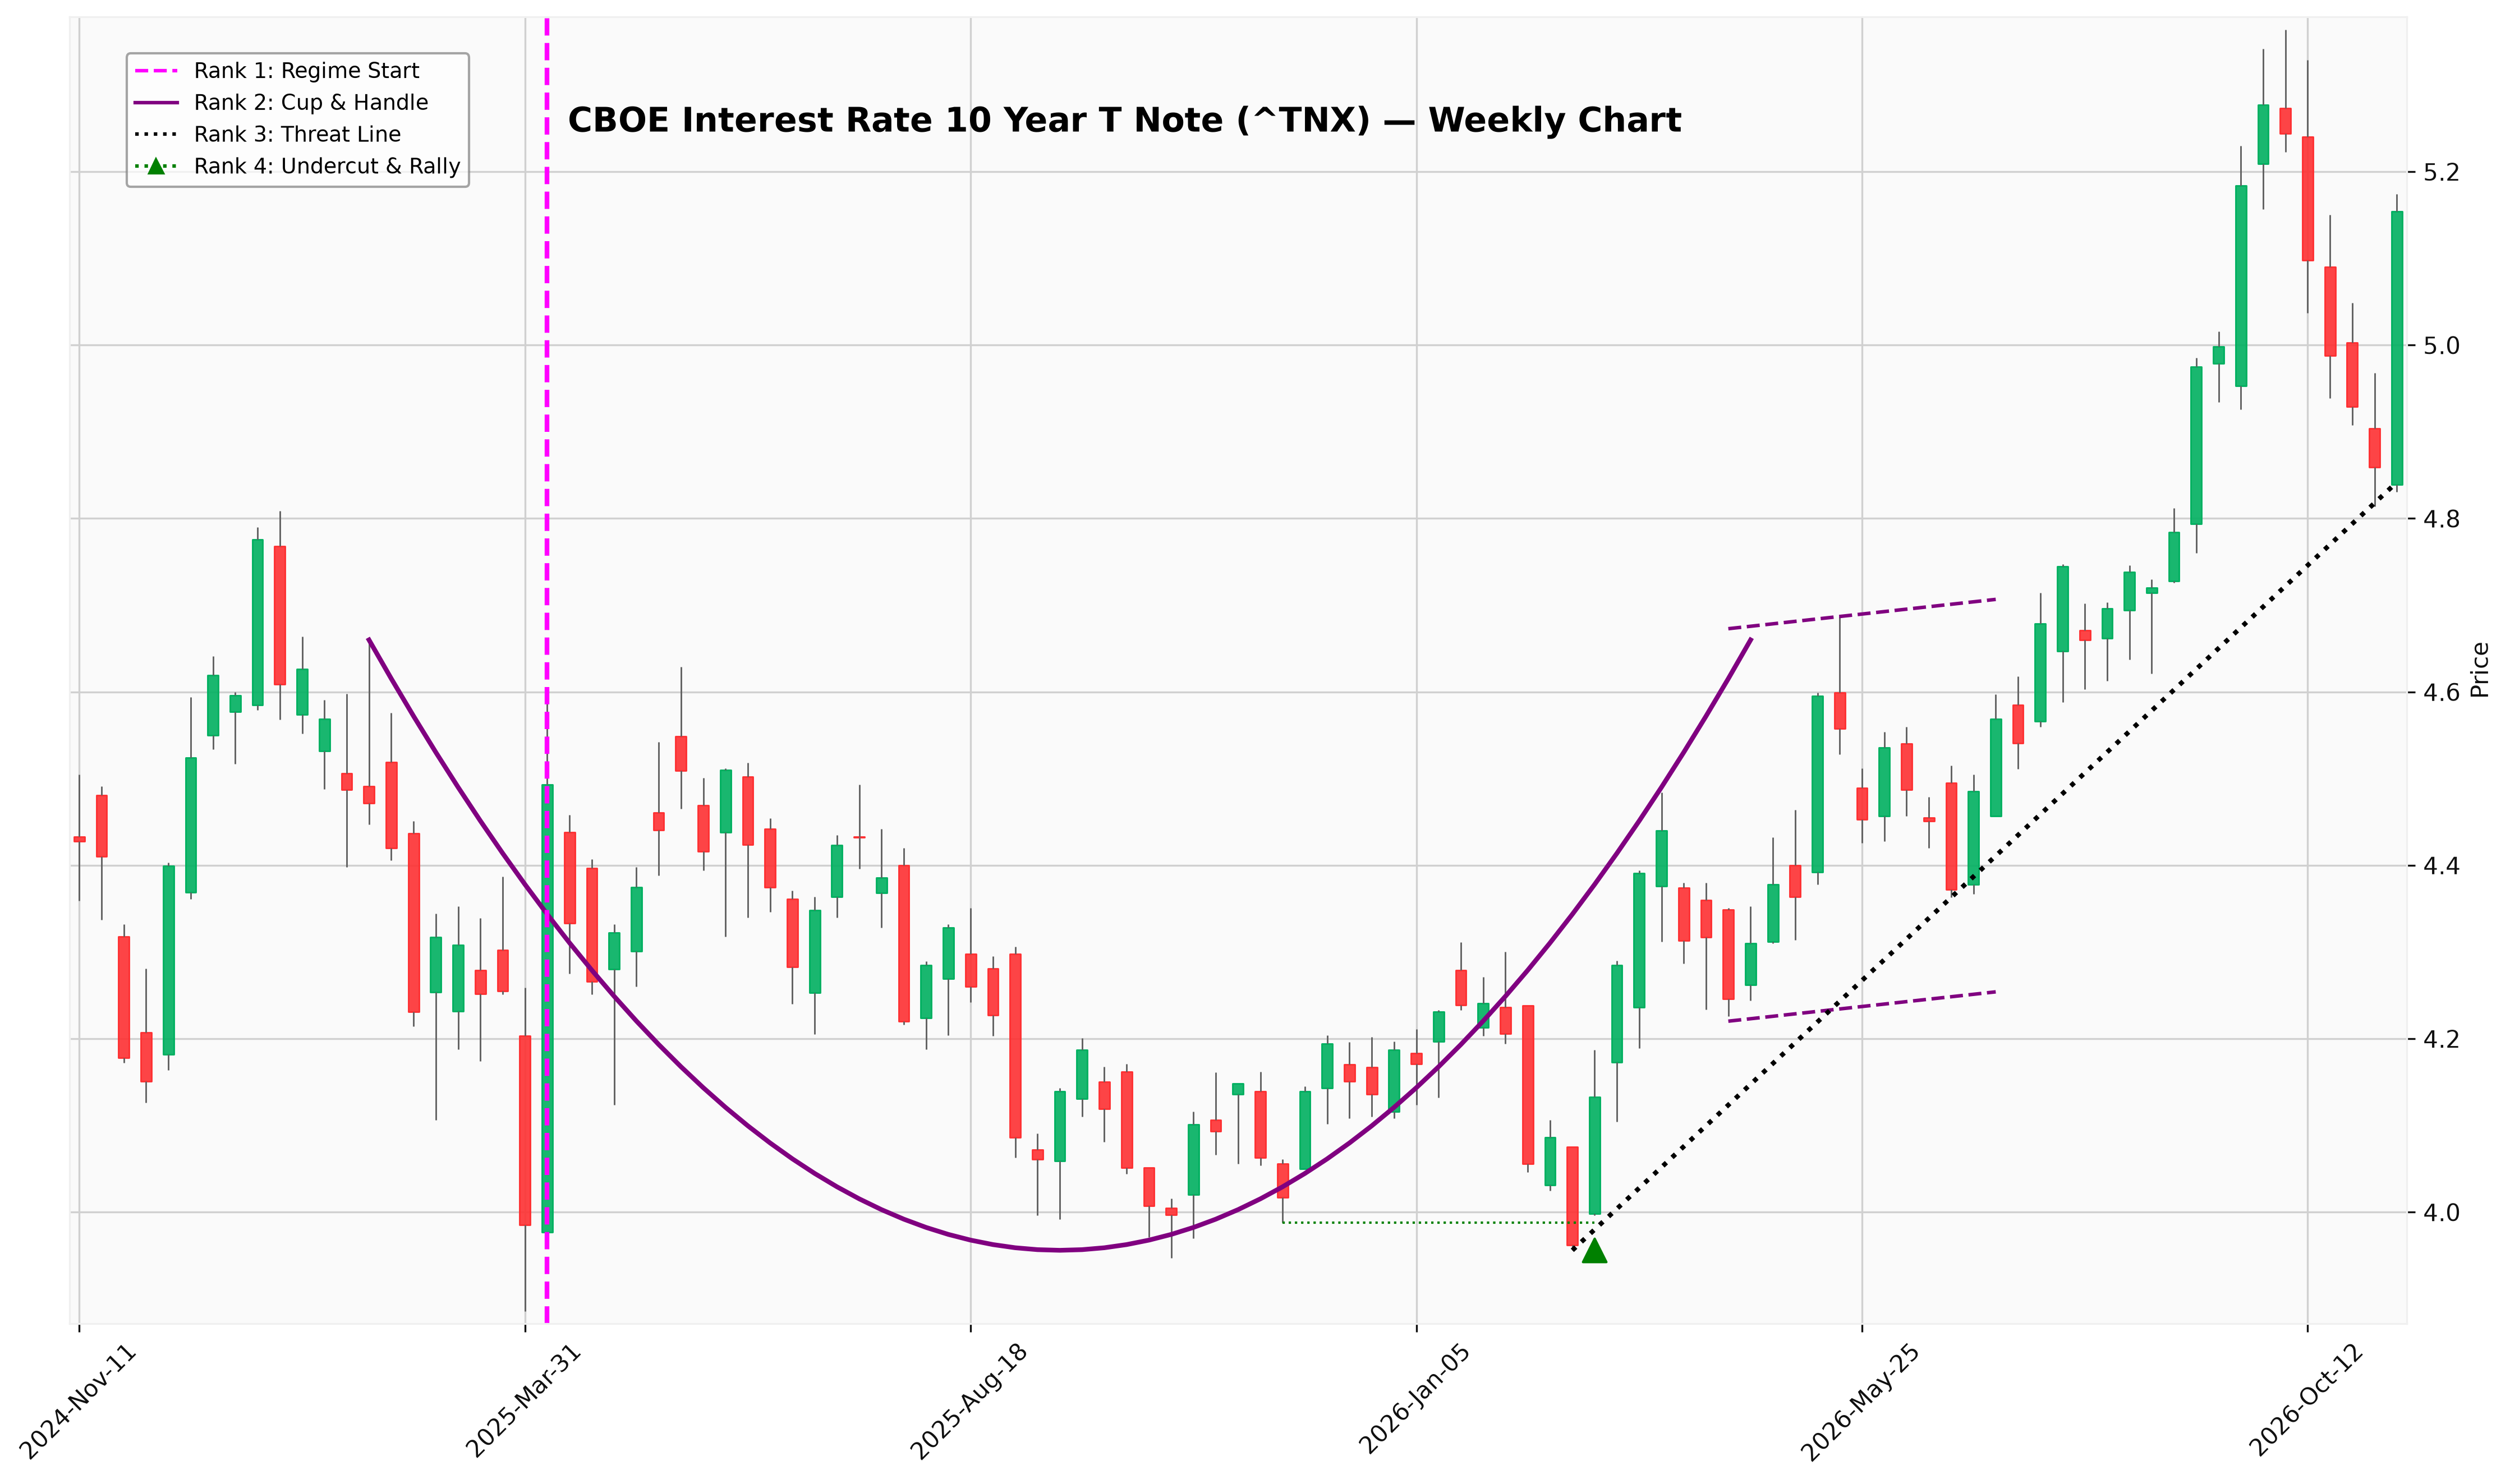 Rank 1: Regime Start
Rank 2: Cup & Handle
Rank 3: Threat Line
Rank 4: Undercut & Rally
CBOE Interest Rate 10 Year T Note (^TNX) — Weekly Chart
5.2
5.0
4.8
4.6
4.4
4.2
4.0
Price
2024-Nov-11
2025-Mar-31
2025-Aug-18
2026-Jan-05
2026-May-25
2026-Oct-12